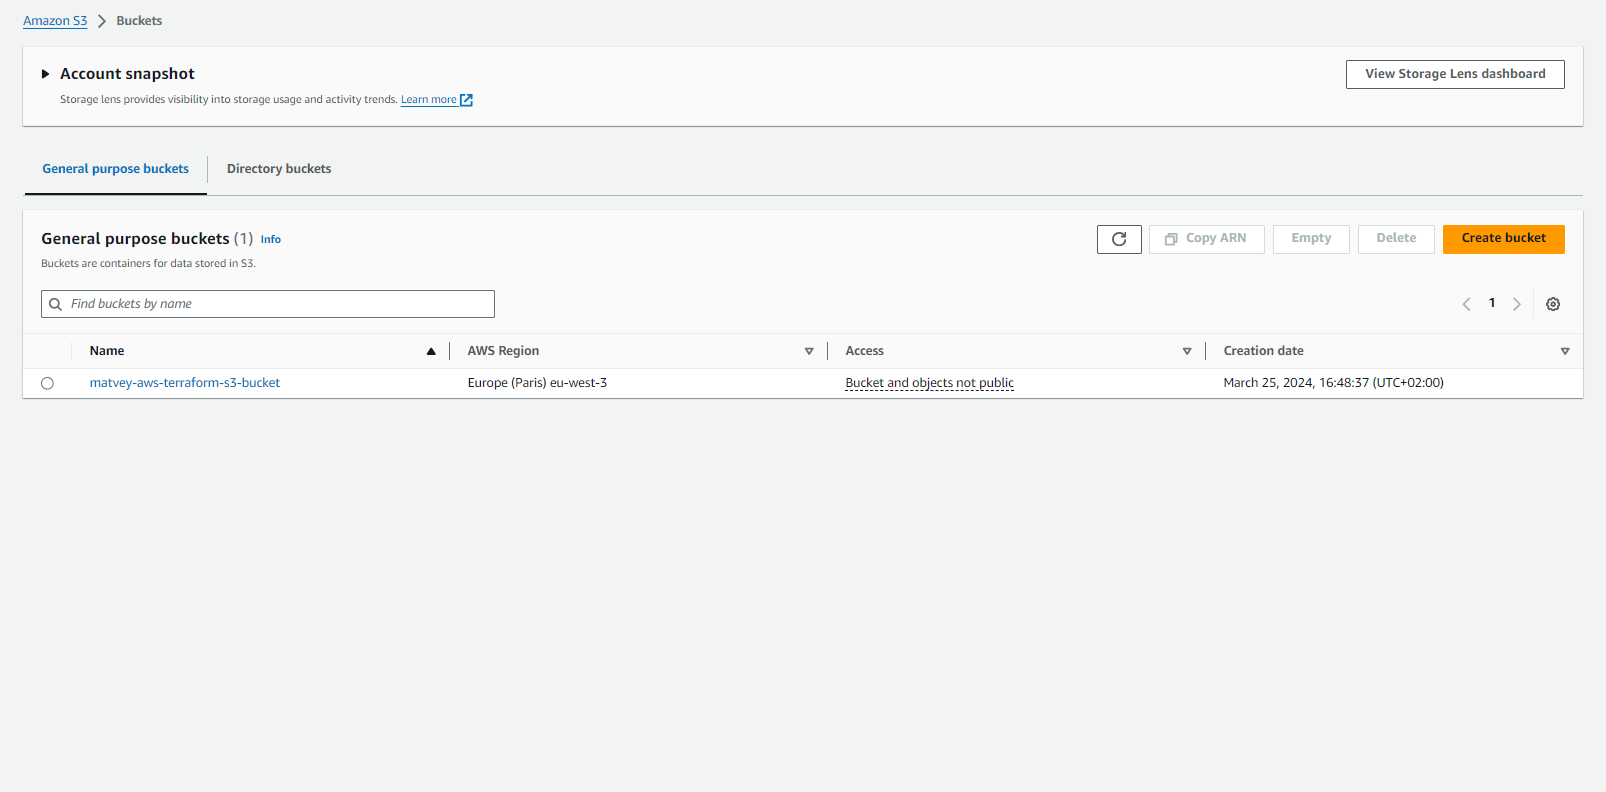 Amazon S3 > Buckets
Account snapshot
View Storage Lens dashboard
Storage lens provides visibility into storage usage and activity trends. Learn more
General purpose buckets
Directory buckets
General purpose buckets (1) Info
Copy ARN
Empty
Delete
Create bucket
Buckets are containers for data stored in S3.
Find buckets by name
1
Name AWS Region Access Creation date
matvey-aws-terraform-s3-bucket Europe (Paris) eu-west-3 Bucket and objects not public March 25, 2024, 16:48:37 (UTC+02:00)